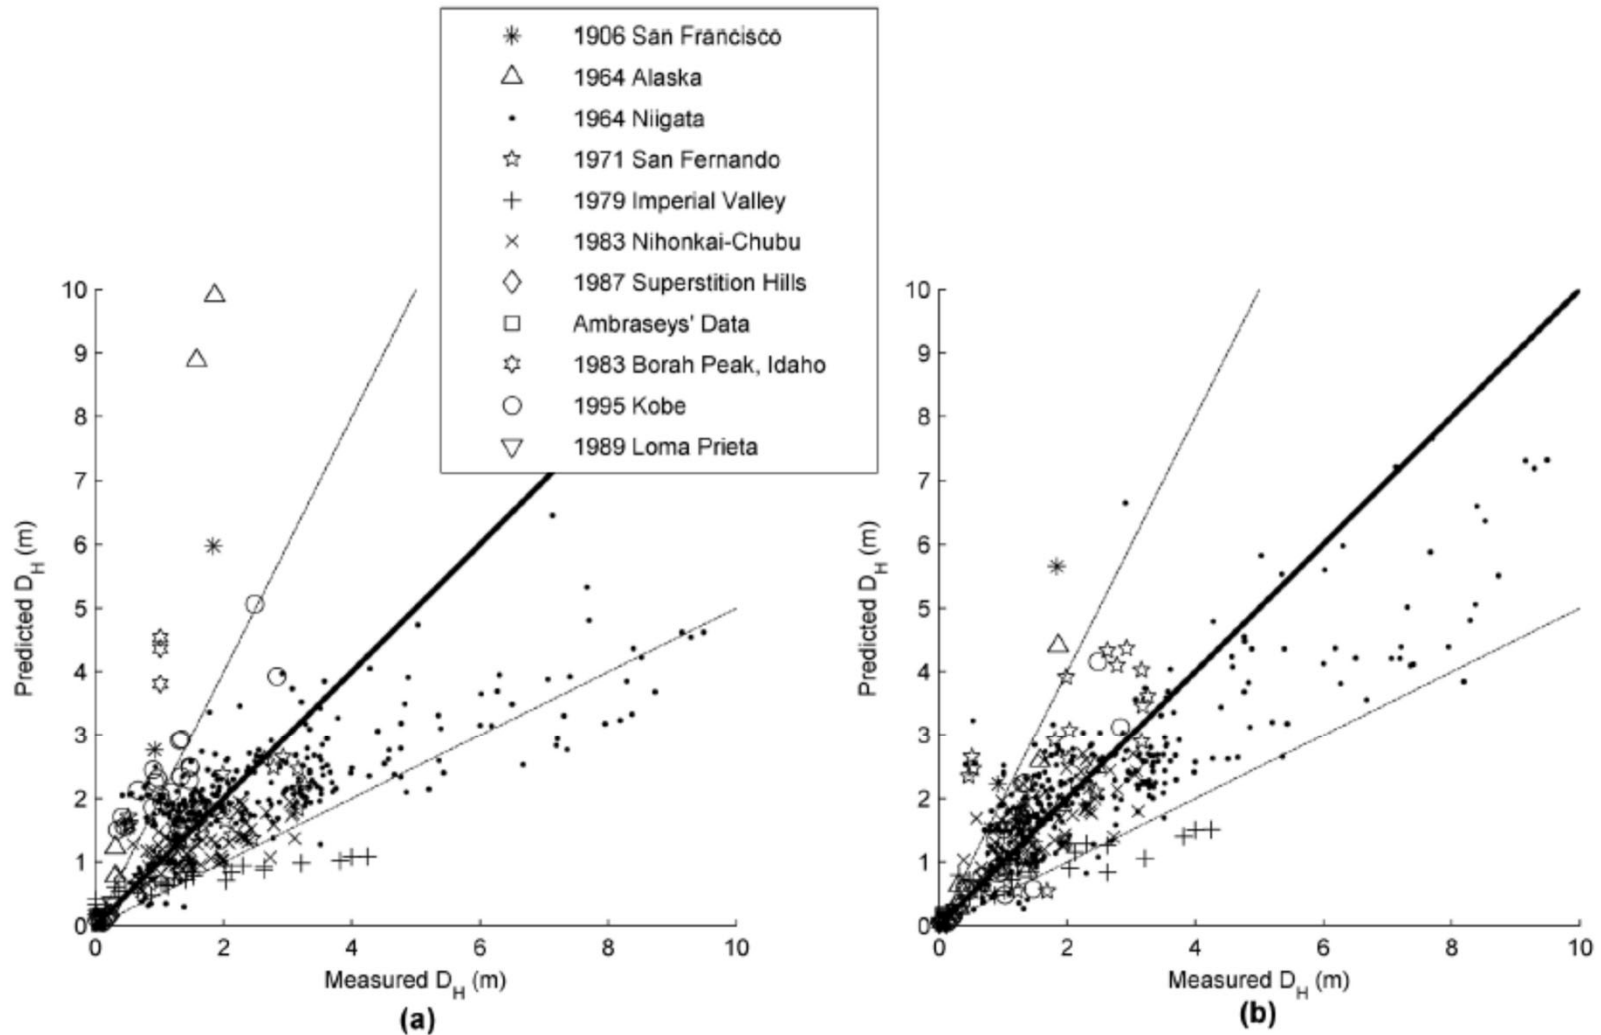 1906 San Francisco
1964 Alaska
1964 Niigata
1971 San Fernando
1979 Imperial Valley
1983 Nihonkai-Chubu
1987 Superstition Hills
Ambraseys' Data
1983 Borah Peak, Idaho
1995 Kobe
1989 Loma Prieta
10
9
8
7
6
5
4
3
2
1
0
Predicted D_H (m)
0 2 4 6 8 10
Measured D_H (m)
(a)
10
9
8
7
6
5
4
3
2
1
0
Predicted D_H (m)
0 2 4 6 8 10
Measured D_H (m)
(b)